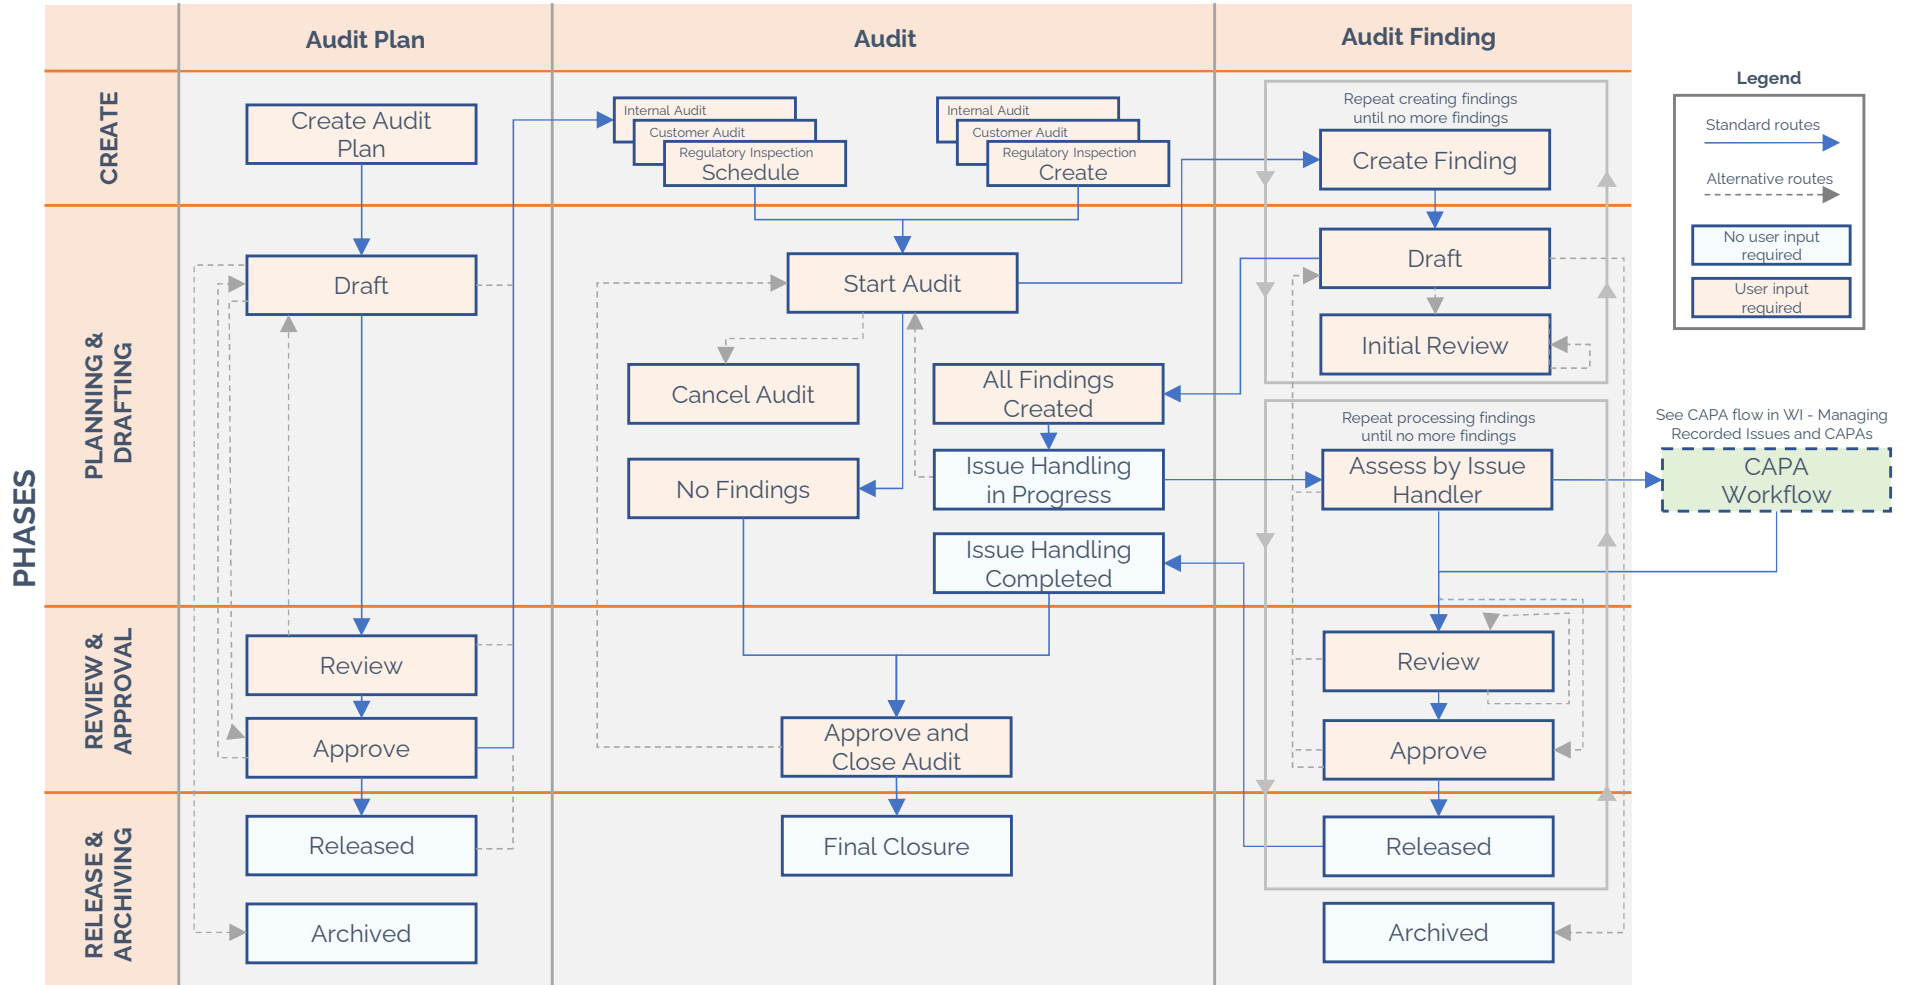 Audit Plan
Audit
Audit Finding
PHASES
CREATE
PLANNING &
DRAFTING
REVIEW &
APPROVAL
RELEASE &
ARCHIVING
Create Audit
Plan
Draft
Review
Approve
Released
Archived
Internal Audit
Customer Audit
Regulatory Inspection
Schedule
Internal Audit
Customer Audit
Regulatory Inspection
Create
Start Audit
Cancel Audit
All Findings
Created
No Findings
Issue Handling
in Progress
Issue Handling
Completed
Approve and
Close Audit
Final Closure
Repeat creating findings
until no more findings
Create Finding
Draft
Initial Review
Repeat processing findings
until no more findings
Assess by Issue
Handler
Review
Approve
Released
Archived
Legend
Standard routes
Alternative routes
No user input
required
User input
required
See CAPA flow in WI - Managing
Recorded Issues and CAPAs
CAPA
Workflow